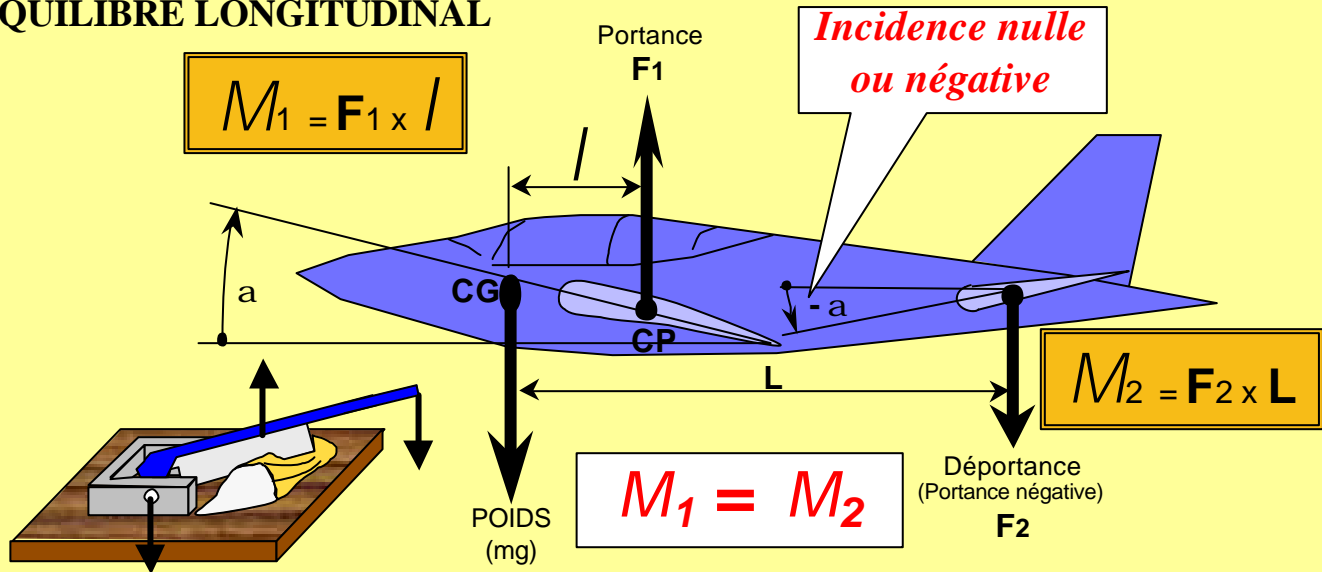 QUILIBRE LONGITUDINAL
Portance
F1
Incidence nulle
ou négative
M1 = F1 x l
l
a
CG
CP
- a
L
M2 = F2 x L
POIDS
(mg)
M1 = M2
Déportance
(Portance négative)
F2